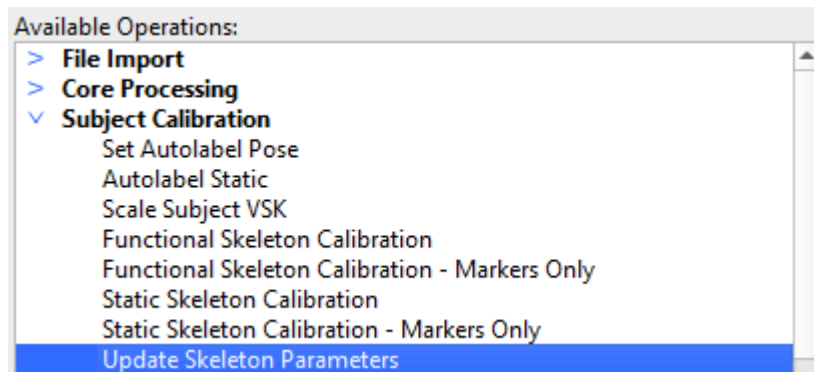 Available Operations:
> File Import
> Core Processing
Subject Calibration
Set Autolabel Pose
Autolabel Static
Scale Subject VSK
Functional Skeleton Calibration
Functional Skeleton Calibration - Markers Only
Static Skeleton Calibration
Static Skeleton Calibration - Markers Only
Update Skeleton Parameters